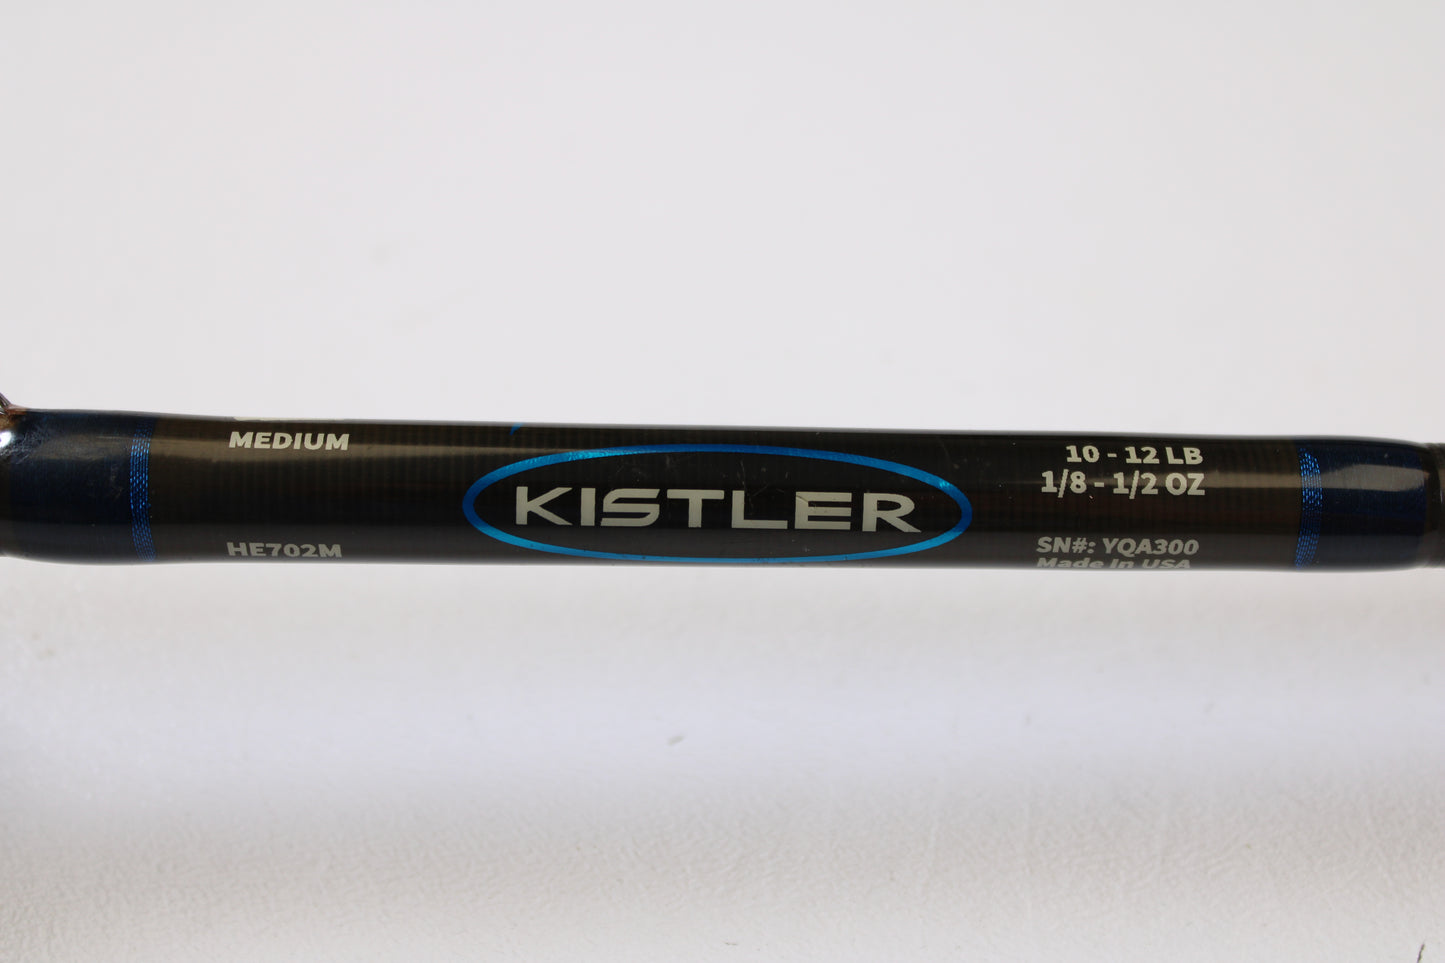 MEDIUM
HE702M
KISTLER
10 - 12 LB
1/8 - 1/2 OZ
SN#: YQA300
Made In USA